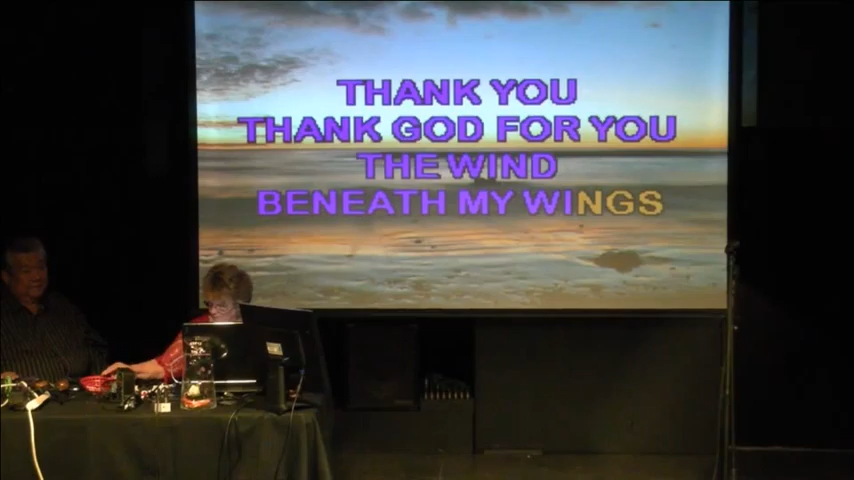 THANK YOU
THANK GOD FOR YOU
THE WIND
BENEATH MY WINGS